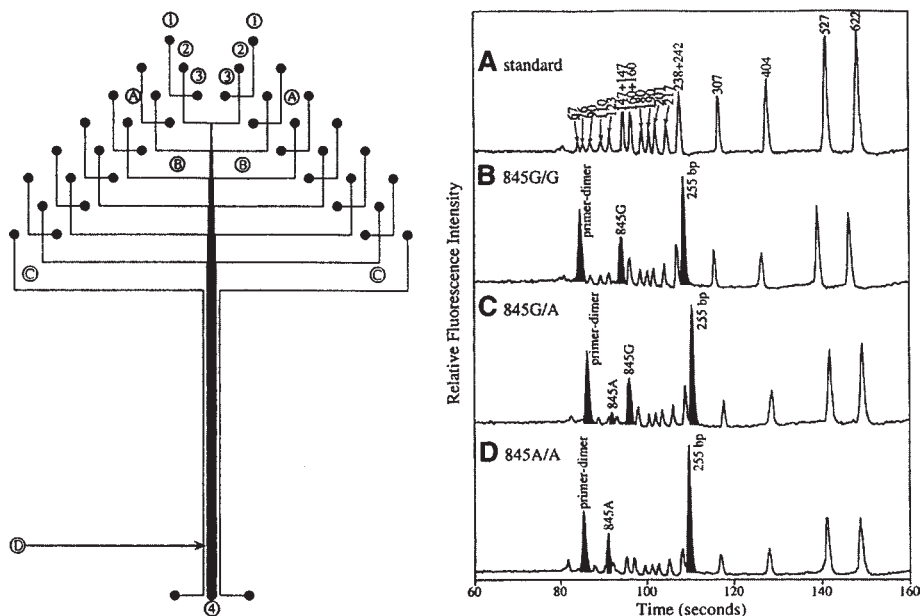 ① ①
② ②
③ ③
Ⓐ Ⓐ
Ⓑ Ⓑ
Ⓒ Ⓒ
Ⓓ
④
Relative Fluorescence Intensity
A standard
67
76
90
110
123
147+147
160+160
180
190
201
217
238+242
307
404
527
622
B 845G/G
primer-dimer
845G
255 bp
C 845G/A
primer-dimer
845A
845G
255 bp
D 845A/A
primer-dimer
845A
255 bp
60 80 100 120 140 160
Time (seconds)